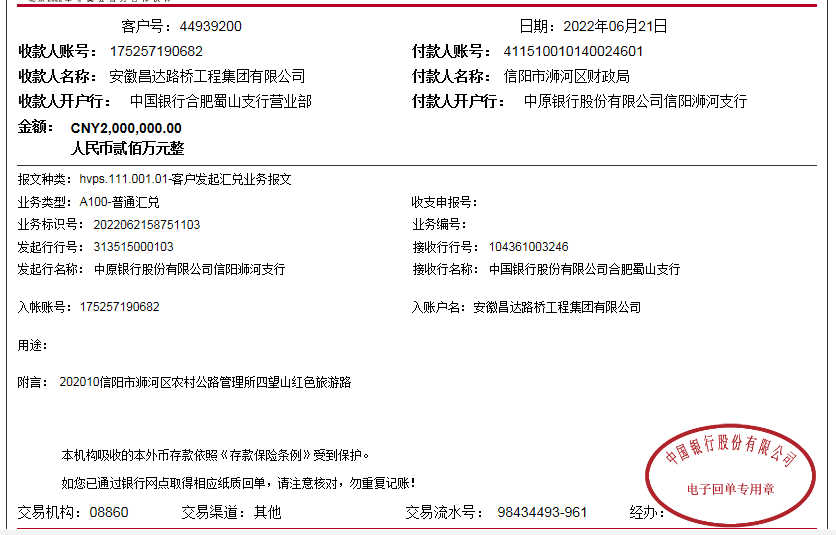 客户号：44939200 日期：2022年06月21日
收款人账号：175257190682 付款人账号：411510010140024601
收款人名称：安徽昌达路桥工程集团有限公司 付款人名称：信阳市浉河区财政局
收款人开户行：中国银行合肥蜀山支行营业部 付款人开户行：中原银行股份有限公司信阳浉河支行
金额：CNY2,000,000.00
人民币贰佰万元整
报文种类：hvps.111.001.01-客户发起汇兑业务报文
业务类型：A100-普通汇兑 收支申报号：
业务标识号：2022062158751103 业务编号：
发起行行号：313515000103 接收行行号：104361003246
发起行名称：中原银行股份有限公司信阳浉河支行 接收行名称：中国银行股份有限公司合肥蜀山支行
入帐账号：175257190682 入账户名：安徽昌达路桥工程集团有限公司
用途：
附言：202010信阳市浉河区农村公路管理所四望山红色旅游路
本机构吸收的本外币存款依照《存款保险条例》受到保护。
如您已通过银行网点取得相应纸质回单，请注意核对，勿重复记账！
中国银行股份有限公司
电子回单专用章
交易机构：08860 交易渠道：其他 交易流水号：98434493-961 经办：